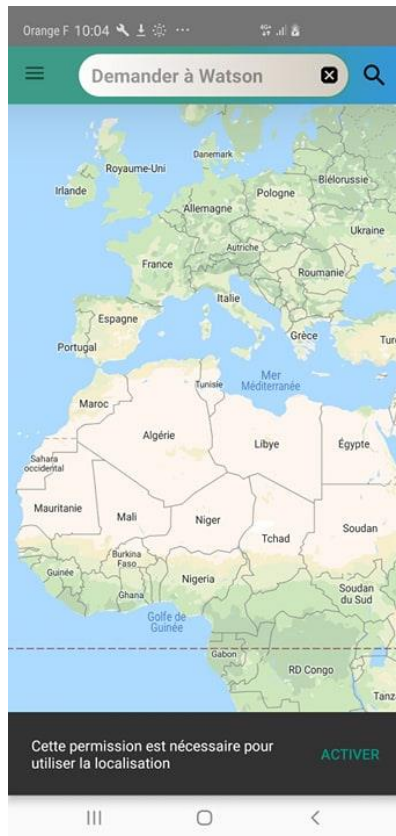 Orange F 10:04
4G+
Demander à Watson
Royaume-Uni
Danemark
Irlande
Biélorussie
Pologne
Allemagne
Ukraine
Autriche
France
Roumanie
Italie
Espagne
Grèce
Portugal
Tur
Mer
Méditerranée
Tunisie
Maroc
Algérie
Libye
Égypte
Sahara
occidental
Mauritanie
Mali
Niger
Tchad
Soudan
Burkina
Faso
Guinée
Nigeria
Ghana
Soudan
du Sud
Golfe de
Guinée
Gabon
RD Congo
Tanz
Cette permission est nécessaire pour
utiliser la localisation
ACTIVER